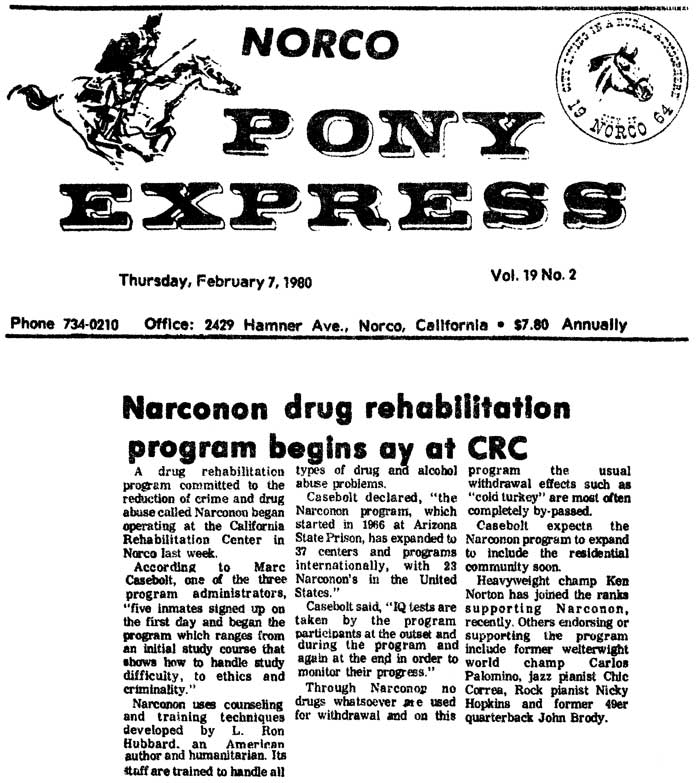 NORCO
CITY LIVING IN A RURAL ATMOSPHERE
CITY OF
NORCO
1964
PONY
EXPRESS
Thursday, February 7, 1980
Vol. 19 No. 2
Phone 734-0210 Office: 2429 Hamner Ave., Norco, California • $7.80 Annually
Narconon drug rehabilitation
program begins ay at CRC
A drug rehabilitation
program committed to the
reduction of crime and drug
abuse called Narconon began
operating at the California
Rehabilitation Center in
Norco last week.
According to Marc
Casebolt, one of the three
program administrators,
"five inmates signed up on
the first day and began the
program which ranges from
an initial study course that
shows how to handle study
difficulty, to ethics and
criminality."
Narconon uses counseling
and training techniques
developed by L. Ron
Hubbard, an American
author and humanitarian. Its
staff are trained to handle all
types of drug and alcohol
abuse problems.
Casebolt declared, "the
Narconon program, which
started in 1966 at Arizona
State Prison, has expanded to
37 centers and programs
internationally, with 23
Narconon's in the United
States."
Casebolt said, "IQ tests are
taken by the program
participants at the outset and
during the program and
again at the end in order to
monitor their progress."
Through Narconon no
drugs whatsoever are used
for withdrawal and on this
program the usual
withdrawal effects such as
"cold turkey" are most often
completely by-passed.
Casebolt expects the
Narconon program to expand
to include the residential
community soon.
Heavyweight champ Ken
Norton has joined the ranks
supporting Narconon,
recently. Others endorsing or
supporting the program
include former welterwight
world champ Carlos
Palomino, jazz pianist Chic
Correa, Rock pianist Nicky
Hopkins and former 49er
quarterback John Brody.